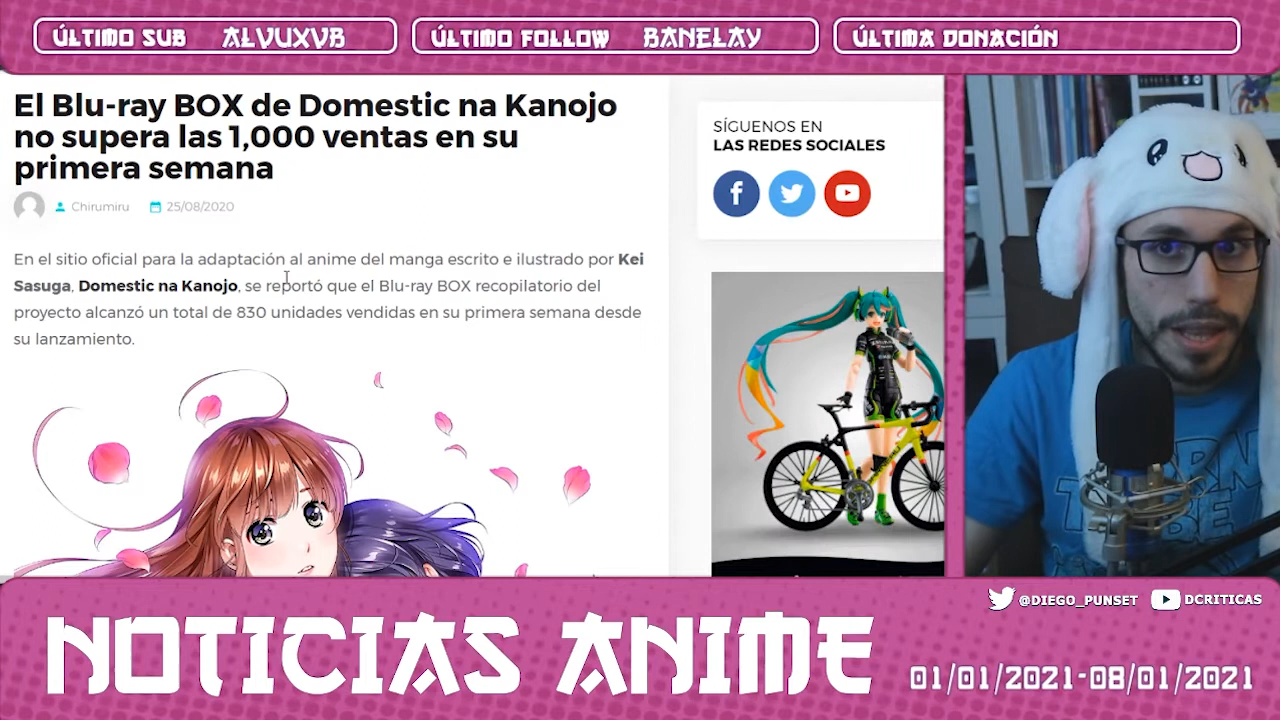 ÚLTIMO SUB ALVUXVB
ÚLTIMO FOLLOW BANELAY
ÚLTIMA DONACIÓN
El Blu-ray BOX de Domestic na Kanojo
no supera las 1,000 ventas en su
primera semana
Chirumiru 25/08/2020
En el sitio oficial para la adaptación al anime del manga escrito e ilustrado por Kei
Sasuga, Domestic na Kanojo, se reportó que el Blu-ray BOX recopilatorio del
proyecto alcanzó un total de 830 unidades vendidas en su primera semana desde
su lanzamiento.
SÍGUENOS EN
LAS REDES SOCIALES
@DIEGO_PUNSET DCRITICAS
NOTICIAS ANIME
01/01/2021-08/01/2021